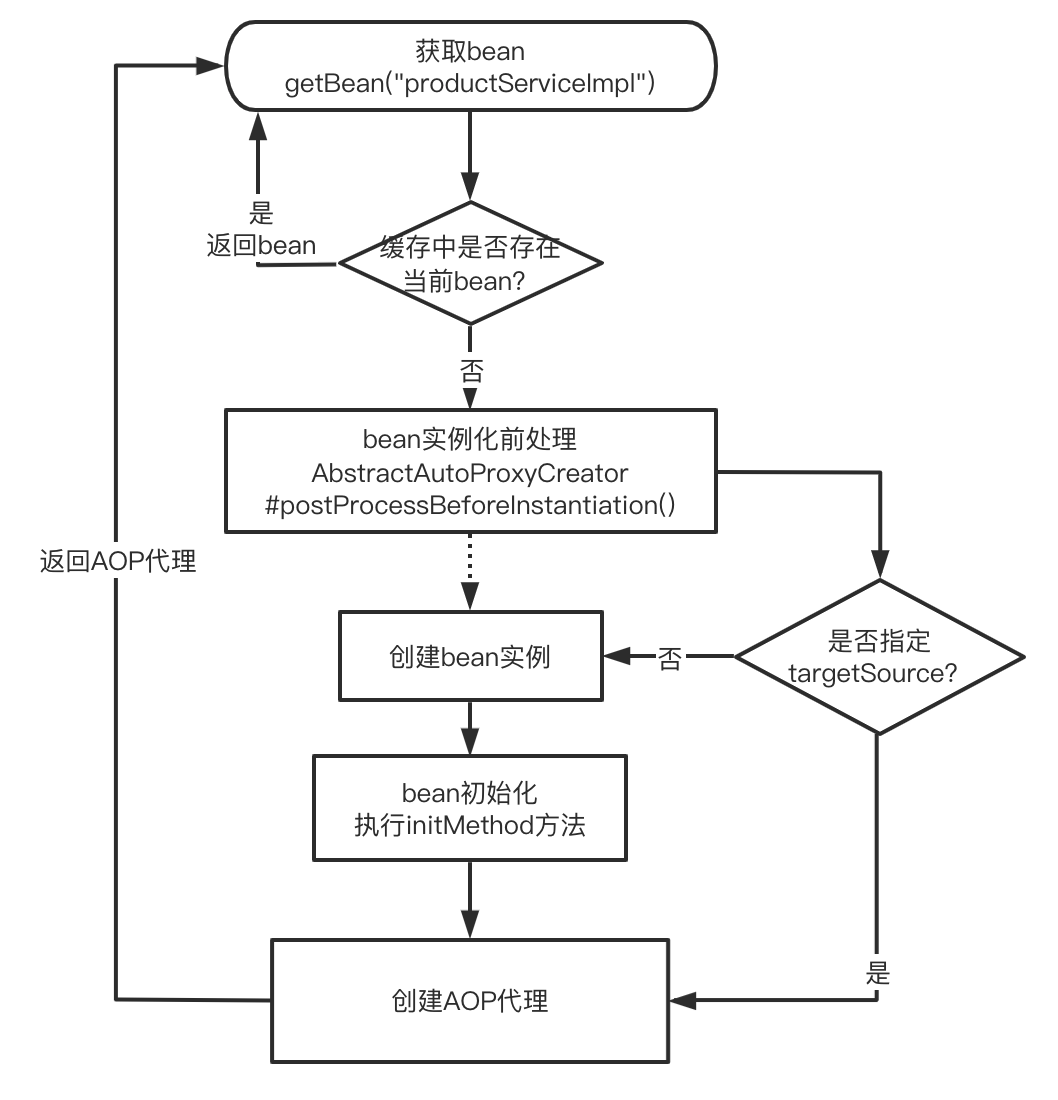 获取bean
getBean("productServiceImpl")
是
返回bean
缓存中是否存在
当前bean?
否
bean实例化前处理
AbstractAutoProxyCreator
#postProcessBeforeInstantiation()
返回AOP代理
创建bean实例
否
是否指定
targetSource?
bean初始化
执行initMethod方法
是
创建AOP代理